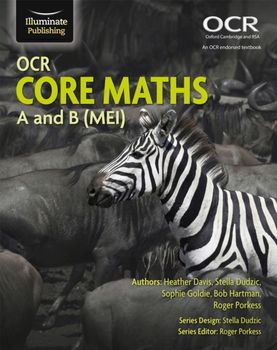 Illuminate
Publishing
OCR
Oxford Cambridge and RSA
An OCR endorsed textbook
OCR
CORE MATHS
A and B (MEI)
Authors: Heather Davis, Stella Dudzic,
Sophie Goldie, Bob Hartman,
Roger Porkess
Series Design: Stella Dudzic
Series Editor: Roger Porkess